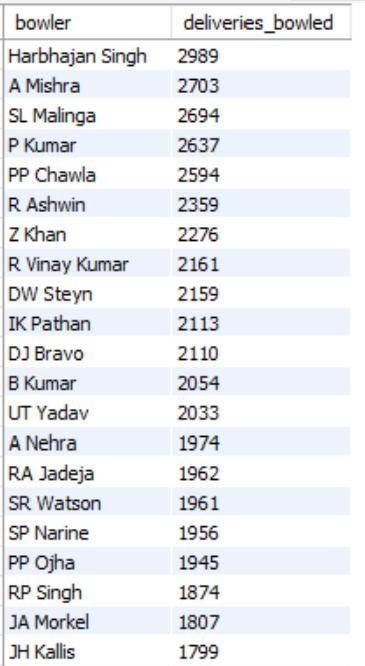 bowler deliveries_bowled
Harbhajan Singh 2989
A Mishra 2703
SL Malinga 2694
P Kumar 2637
PP Chawla 2594
R Ashwin 2359
Z Khan 2276
R Vinay Kumar 2161
DW Steyn 2159
IK Pathan 2113
DJ Bravo 2110
B Kumar 2054
UT Yadav 2033
A Nehra 1974
RA Jadeja 1962
SR Watson 1961
SP Narine 1956
PP Ojha 1945
RP Singh 1874
JA Morkel 1807
JH Kallis 1799